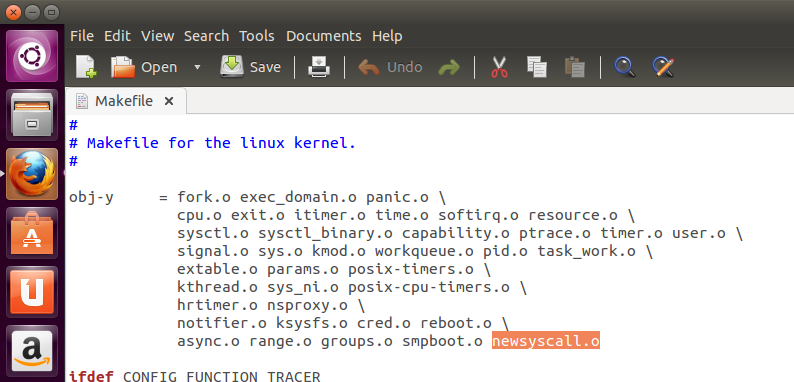 File Edit View Search Tools Documents Help
Open Save Undo
Makefile
#
# Makefile for the linux kernel.
#
obj-y = fork.o exec_domain.o panic.o \
cpu.o exit.o itimer.o time.o softirq.o resource.o \
sysctl.o sysctl_binary.o capability.o ptrace.o timer.o user.o \
signal.o sys.o kmod.o workqueue.o pid.o task_work.o \
extable.o params.o posix-timers.o \
kthread.o sys_ni.o posix-cpu-timers.o \
hrtimer.o nsproxy.o \
notifier.o ksysfs.o cred.o reboot.o \
async.o range.o groups.o smpboot.o newsyscall.o
ifdef CONFIG_FUNCTION_TRACER